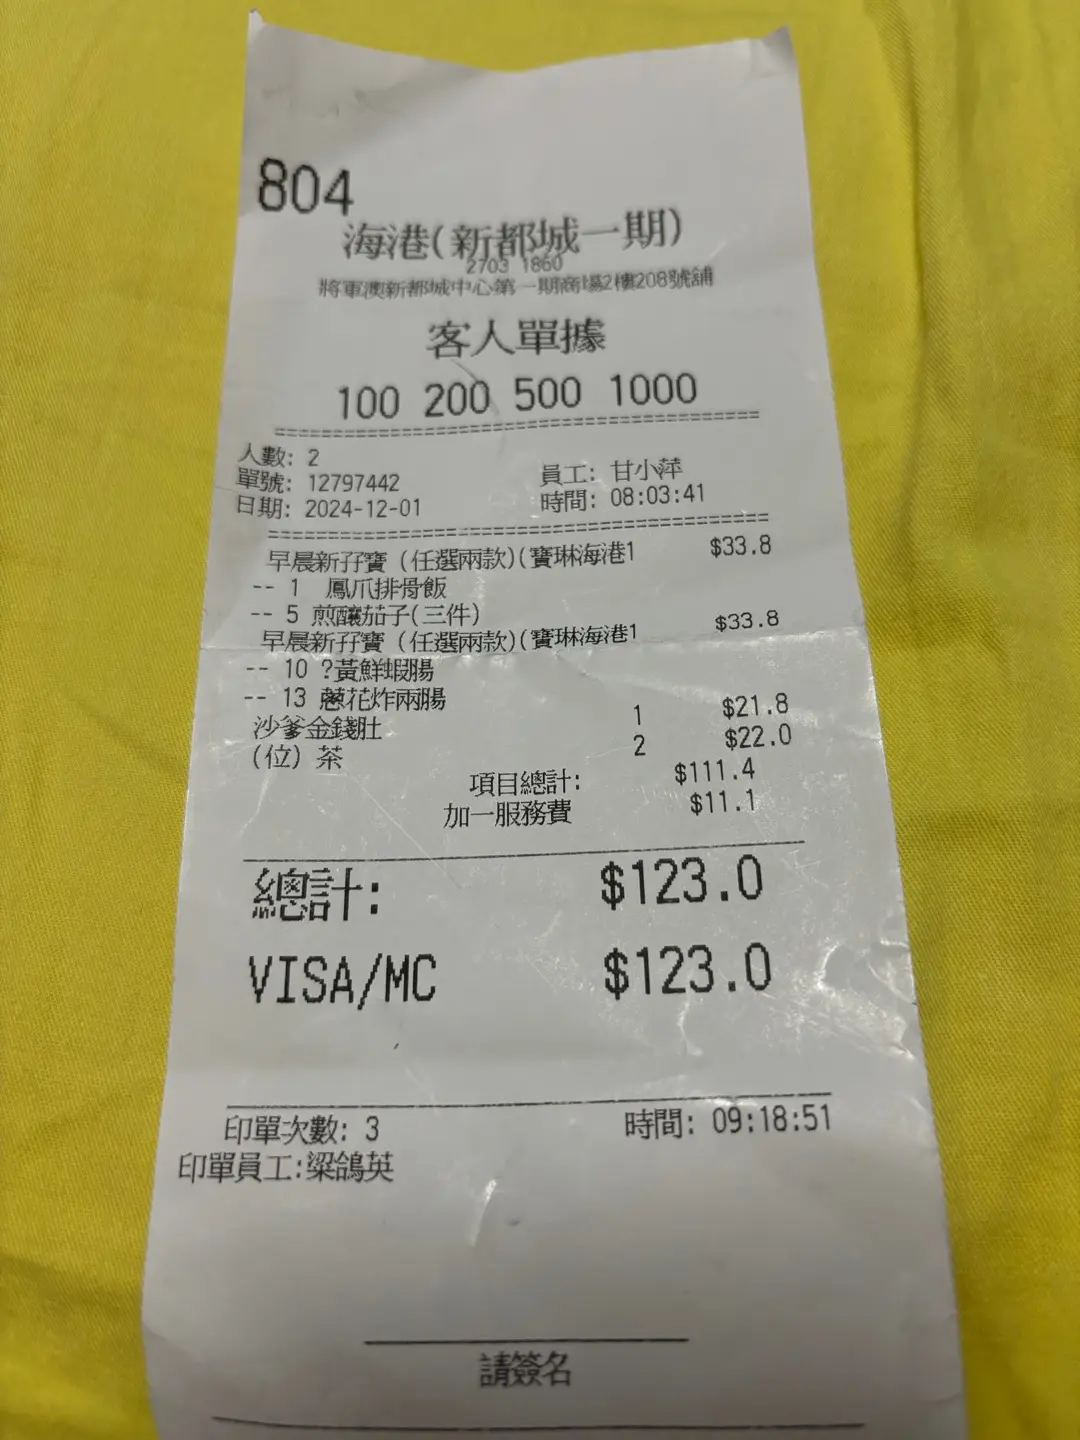 804
海港(新都城一期)
2703 1860
將軍澳新都城中心第一期商場2樓208號舖
客人單據
100 200 500 1000
人數: 2
單號: 12797442 員工: 甘小萍
日期: 2024-12-01 時間: 08:03:41
早晨新孖寶 (任選兩款)(寶琳海港1 $33.8
-- 1 鳳爪排骨飯
-- 5 煎釀茄子(三件)
早晨新孖寶 (任選兩款)(寶琳海港1 $33.8
-- 10 ?黃鮮蝦腸
-- 13 蔥花炸兩腸
沙爹金錢肚 1 $21.8
(位) 茶 2 $22.0
項目總計: $111.4
加一服務費 $11.1
總計: $123.0
VISA/MC $123.0
印單次數: 3 時間: 09:18:51
印單員工:梁鴿英
請簽名